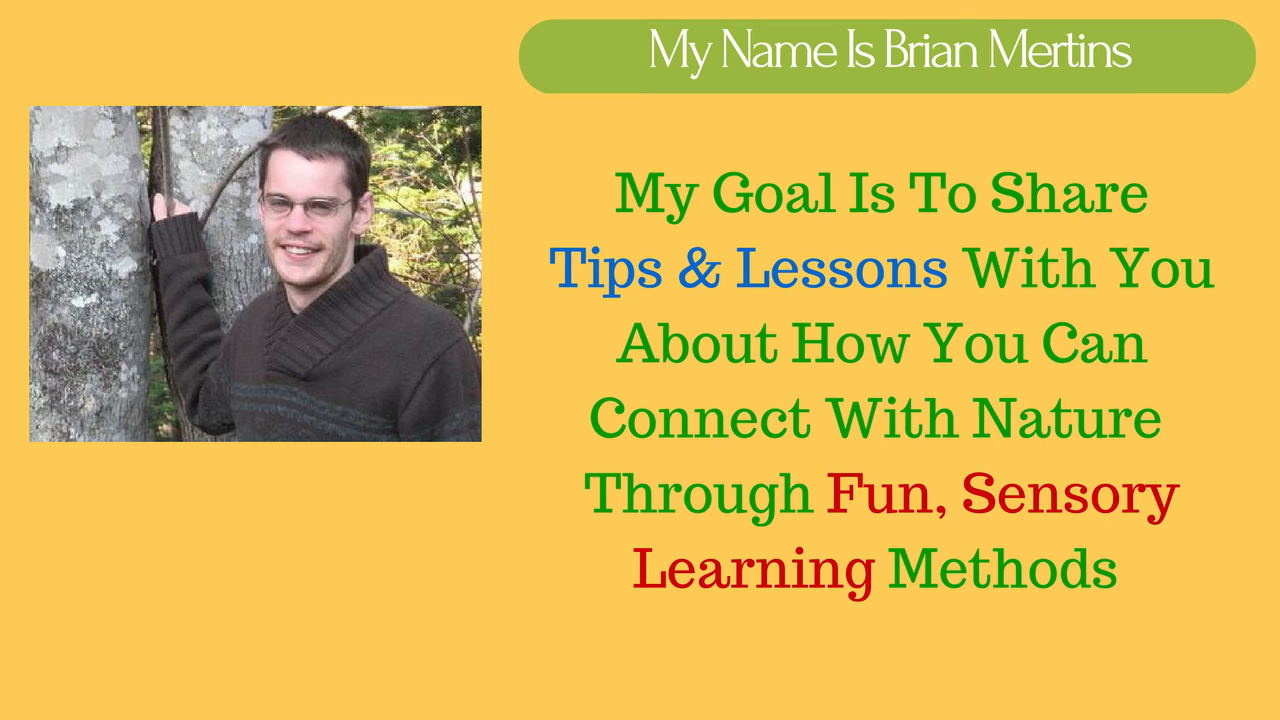 My Name Is Brian Mertins
My Goal Is To Share
Tips & Lessons With You
About How You Can
Connect With Nature
Through Fun, Sensory
Learning Methods